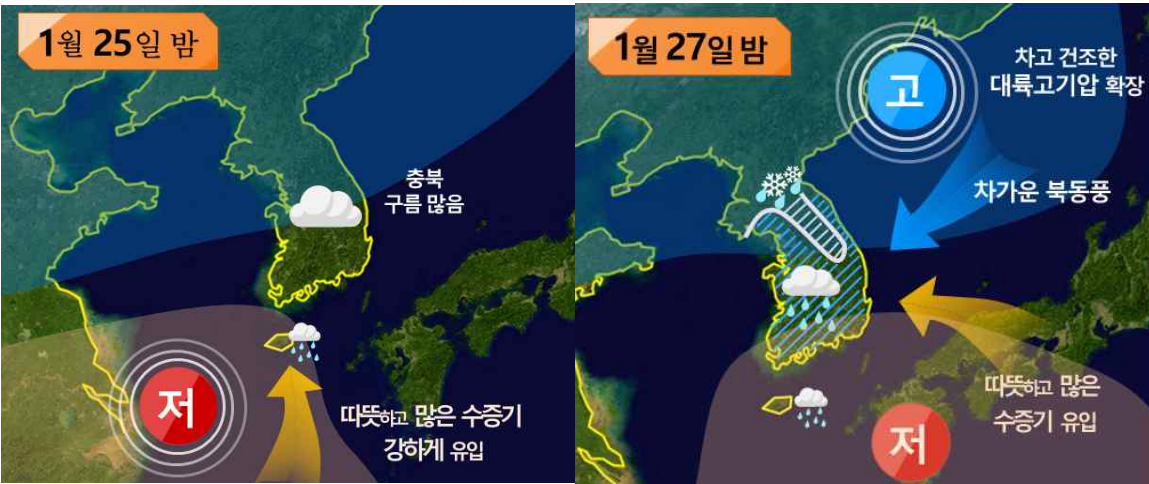 1월 25일 밤
충북
구름 많음
저
따뜻하고 많은 수증기
강하게 유입
1월 27일 밤
고
차고 건조한
대륙고기압 확장
차가운 북동풍
따뜻하고 많은
수증기 유입
저